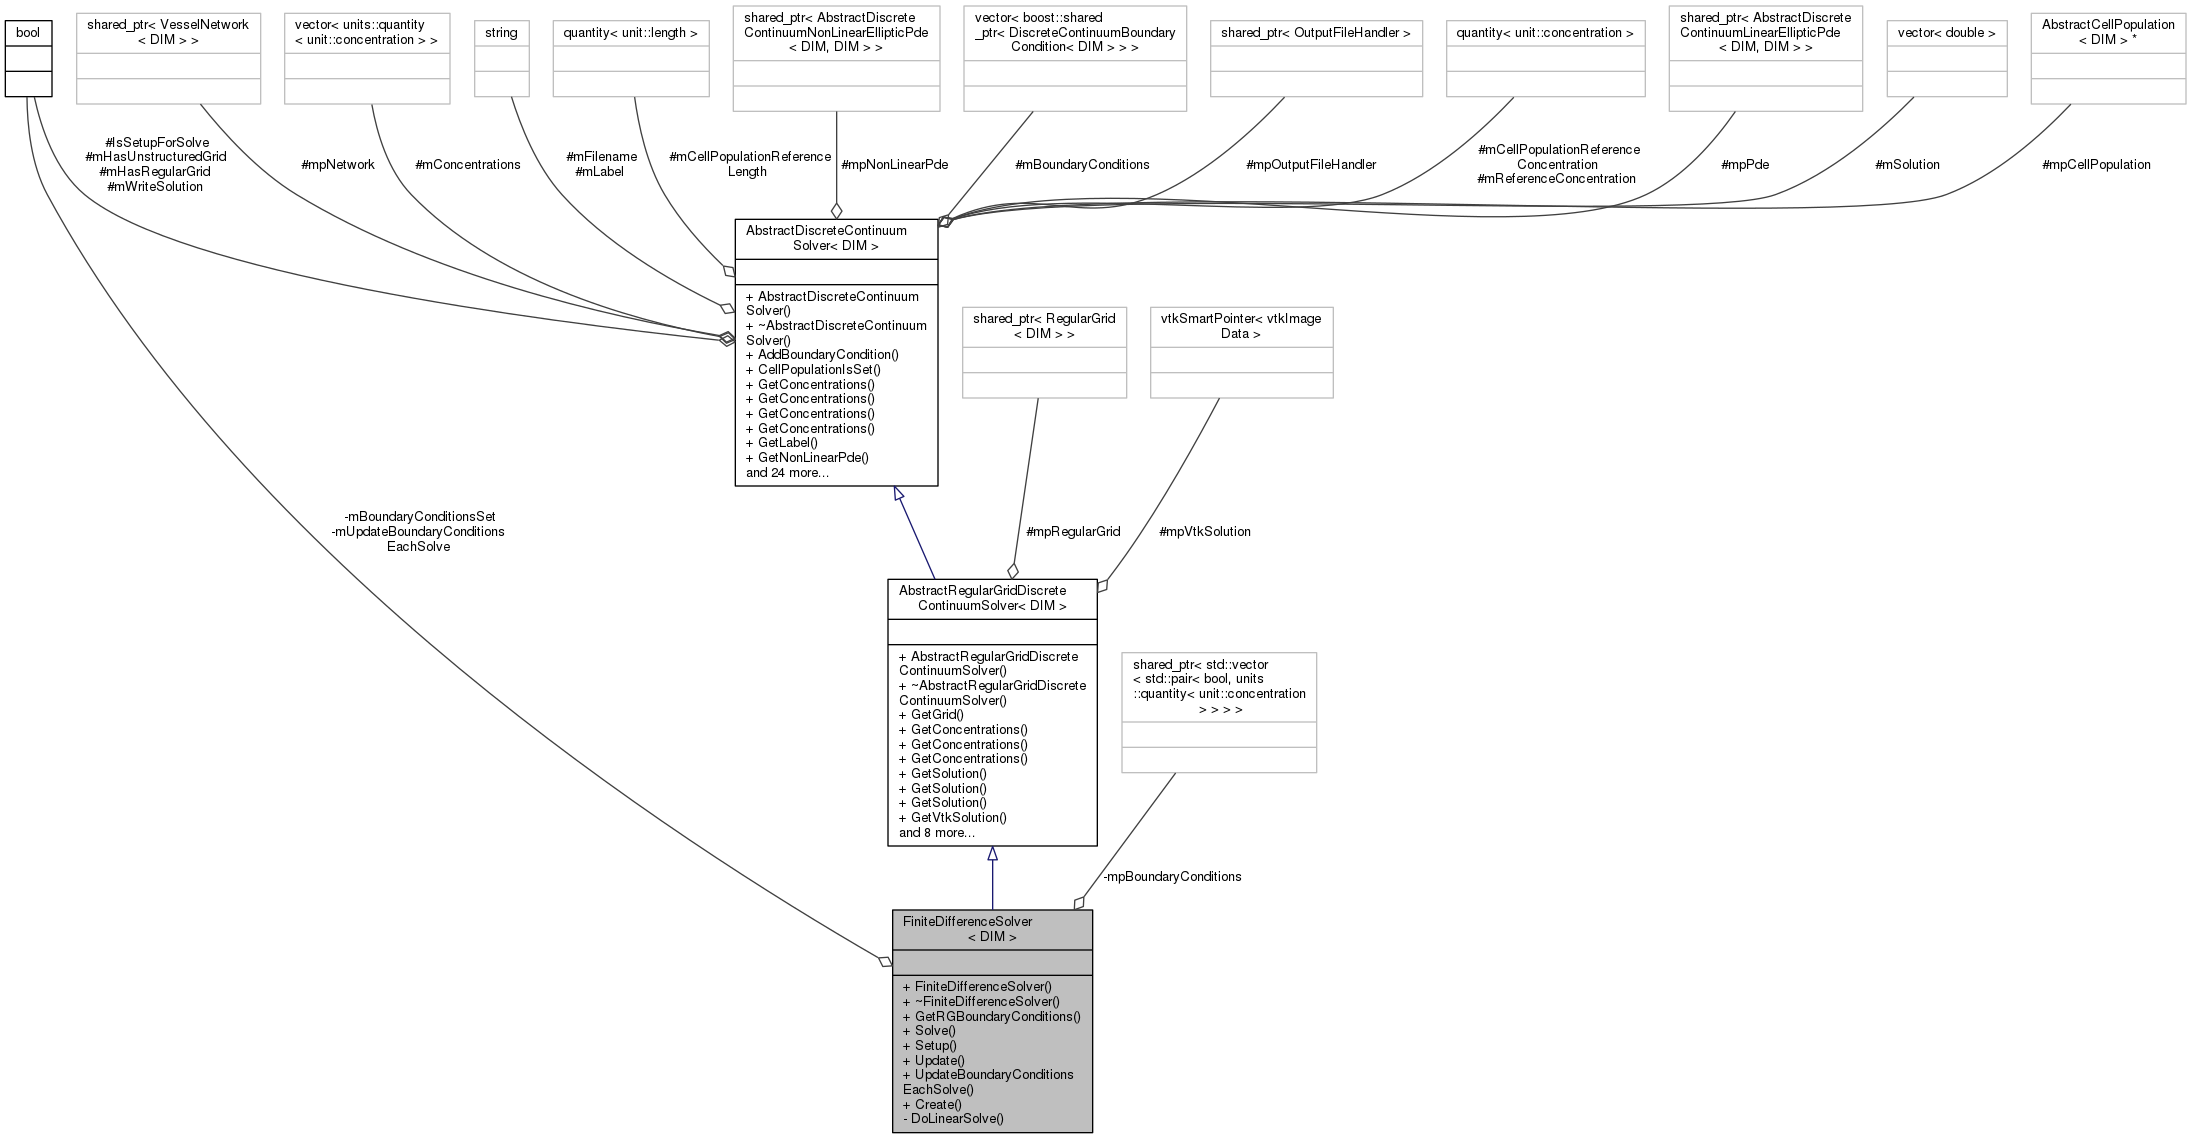 bool
shared_ptr< VesselNetwork
< DIM > >
vector< units::quantity
< unit::concentration > >
string
quantity< unit::length >
shared_ptr< AbstractDiscrete
ContinuumNonLinearEllipticPde
< DIM, DIM > >
vector< boost::shared
_ptr< DiscreteContinuumBoundary
Condition< DIM > > >
shared_ptr< OutputFileHandler >
quantity< unit::concentration >
shared_ptr< AbstractDiscrete
ContinuumLinearEllipticPde
< DIM, DIM > >
vector< double >
AbstractCellPopulation
< DIM > *
#IsSetupForSolve
#mHasUnstructuredGrid
#mHasRegularGrid
#mWriteSolution
#mpNetwork
#mConcentrations
#mFilename
#mLabel
#mCellPopulationReference
Length
#mpNonLinearPde
#mBoundaryConditions
#mpOutputFileHandler
#mCellPopulationReference
Concentration
#mReferenceConcentration
#mpPde
#mSolution
#mpCellPopulation
AbstractDiscreteContinuum
Solver< DIM >
+ AbstractDiscreteContinuum
Solver()
+ ~AbstractDiscreteContinuum
Solver()
+ AddBoundaryCondition()
+ CellPopulationIsSet()
+ GetConcentrations()
+ GetConcentrations()
+ GetConcentrations()
+ GetConcentrations()
+ GetLabel()
+ GetNonLinearPde()
and 24 more...
shared_ptr< RegularGrid
< DIM > >
vtkSmartPointer< vtkImage
Data >
-mBoundaryConditionsSet
-mUpdateBoundaryConditions
EachSolve
#mpRegularGrid
#mpVtkSolution
AbstractRegularGridDiscrete
ContinuumSolver< DIM >
+ AbstractRegularGridDiscrete
ContinuumSolver()
+ ~AbstractRegularGridDiscrete
ContinuumSolver()
+ GetGrid()
+ GetConcentrations()
+ GetConcentrations()
+ GetConcentrations()
+ GetSolution()
+ GetSolution()
+ GetSolution()
+ GetVtkSolution()
and 8 more...
shared_ptr< std::vector
< std::pair< bool, units
::quantity< unit::concentration
> > > >
-mpBoundaryConditions
FiniteDifferenceSolver
< DIM >
+ FiniteDifferenceSolver()
+ ~FiniteDifferenceSolver()
+ GetRGBoundaryConditions()
+ Solve()
+ Setup()
+ Update()
+ UpdateBoundaryConditions
EachSolve()
+ Create()
- DoLinearSolve()